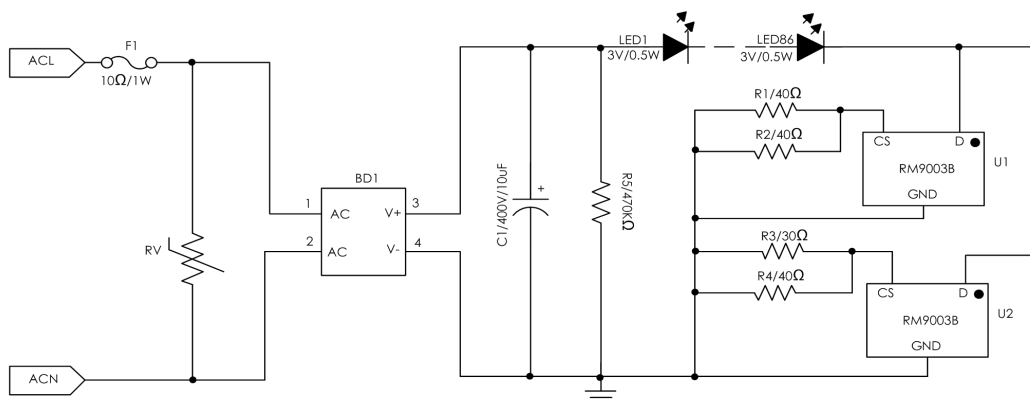 ACL
F1
10Ω/1W
RV
ACN
BD1
1
AC
V+
3
2
AC
V-
4
C1/400V/10uF
+
R5/470KΩ
LED1
3V/0.5W
LED86
3V/0.5W
R1/40Ω
R2/40Ω
CS
D
RM9003B
GND
U1
R3/30Ω
R4/40Ω
CS
D
RM9003B
GND
U2